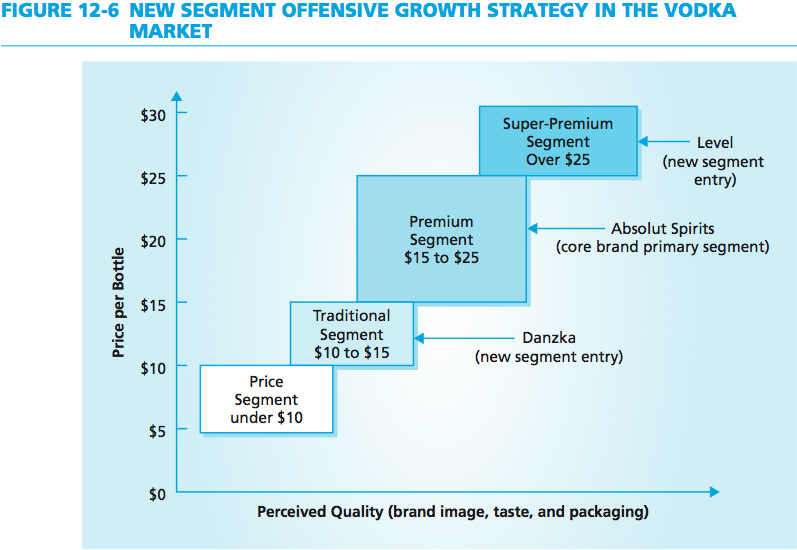 FIGURE 12-6 NEW SEGMENT OFFENSIVE GROWTH STRATEGY IN THE VODKA
MARKET
Price per Bottle
$30
$25
$20
$15
$10
$5
$0
Super-Premium
Segment
Over $25
Level
(new segment
entry)
Premium
Segment
$15 to $25
Absolut Spirits
(core brand primary segment)
Traditional
Segment
$10 to $15
Danzka
(new segment entry)
Price
Segment
under $10
Perceived Quality (brand image, taste, and packaging)